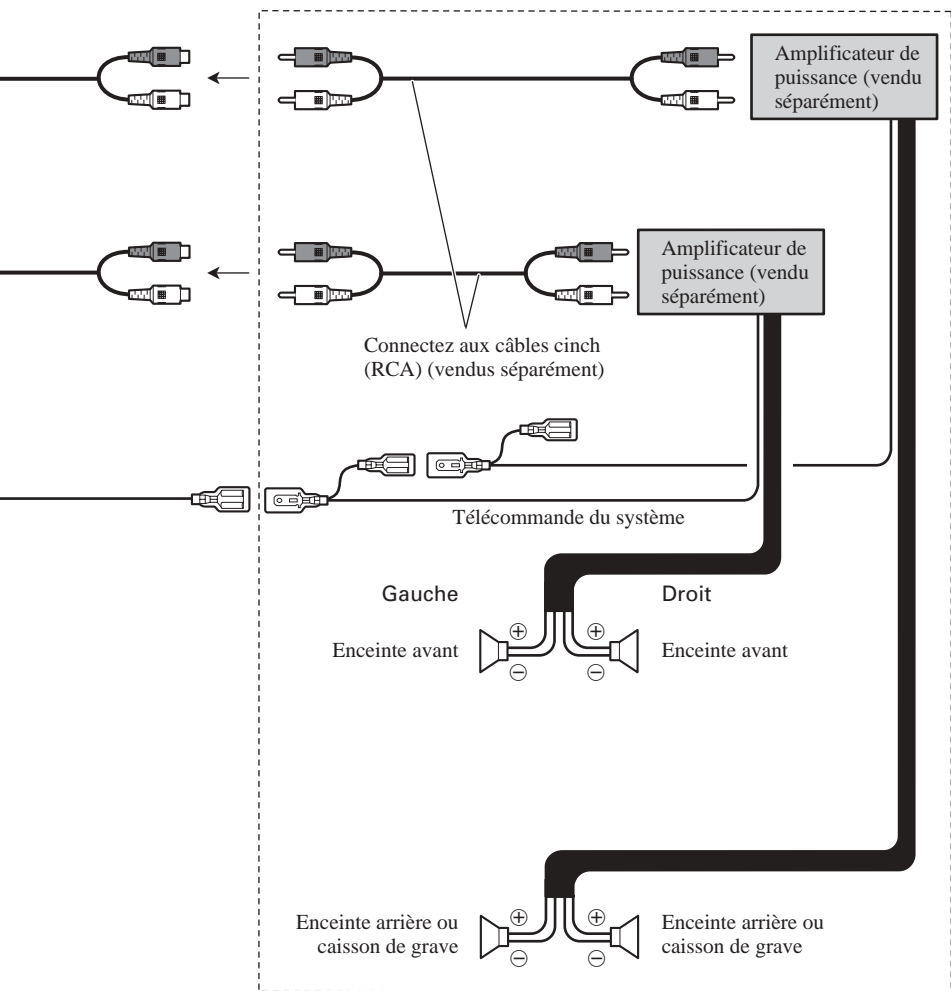 Amplificateur de
puissance (vendu
séparément)
Amplificateur de
puissance (vendu
séparément)
Connectez aux câbles cinch
(RCA) (vendus séparément)
Télécommande du système
Gauche
Droit
+
+
Enceinte avant
Enceinte avant
−
−
Enceinte arrière ou
caisson de grave
+
+
Enceinte arrière ou
caisson de grave
−
−